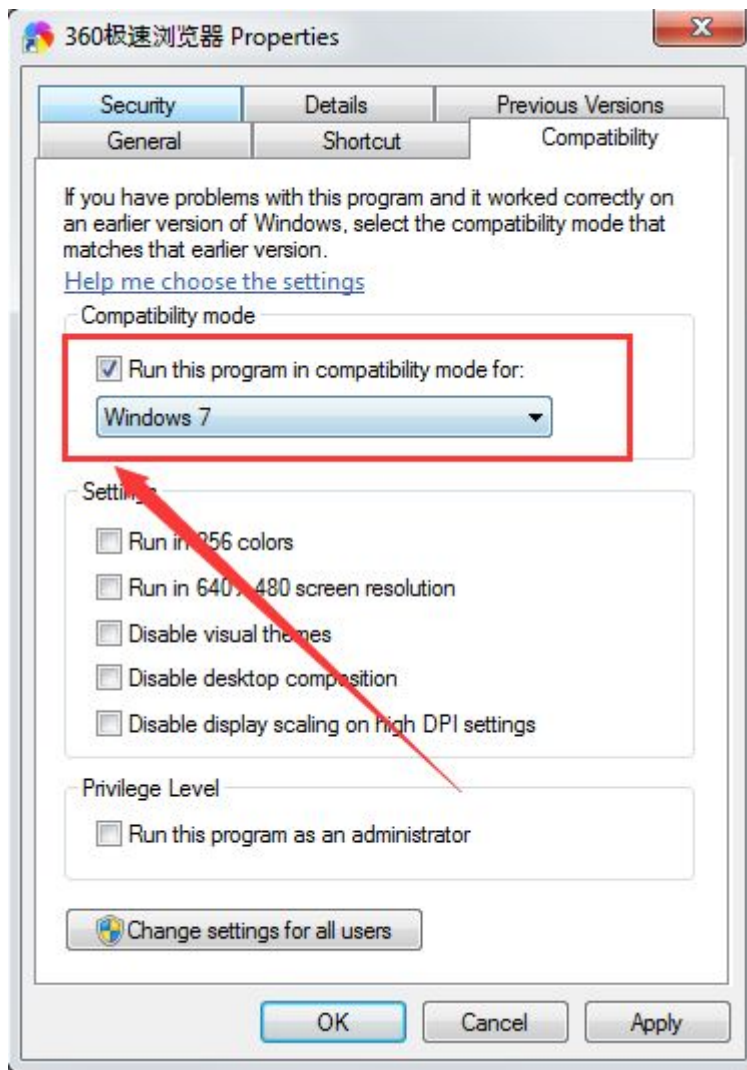 360极速浏览器 Properties
Security Details Previous Versions
General Shortcut Compatibility
If you have problems with this program and it worked correctly on
an earlier version of Windows, select the compatibility mode that
matches that earlier version.
Help me choose the settings
Compatibility mode
Run this program in compatibility mode for:
Windows 7
Settings
Run in 256 colors
Run in 640 x 480 screen resolution
Disable visual themes
Disable desktop composition
Disable display scaling on high DPI settings
Privilege Level
Run this program as an administrator
Change settings for all users
OK Cancel Apply